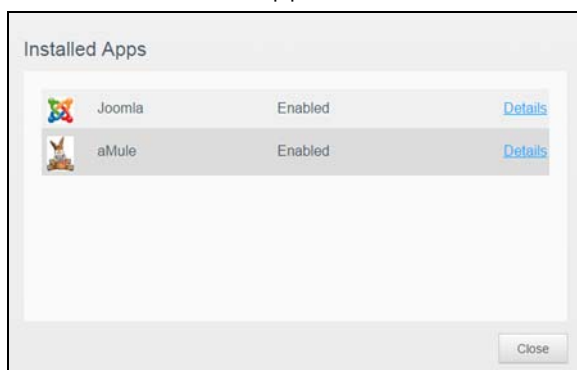 Installed Apps
Joomla Enabled Details
aMule Enabled Details
Close